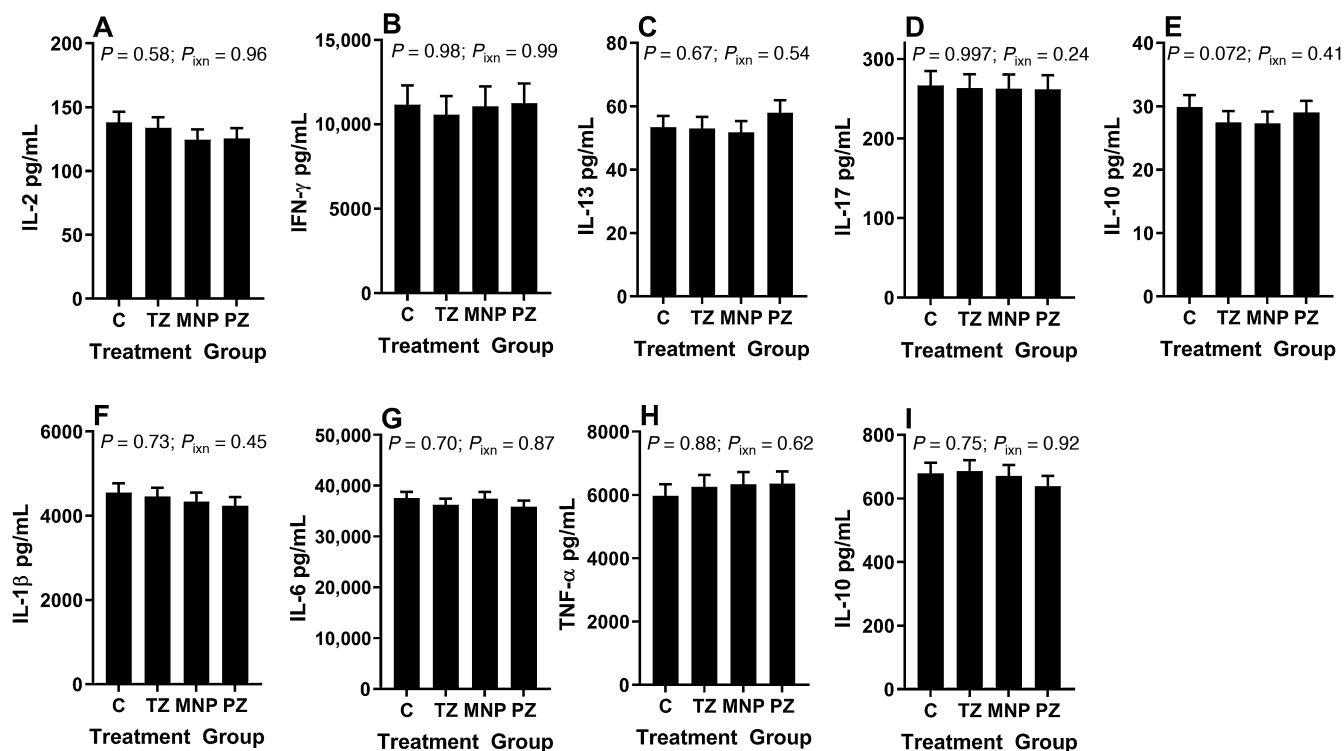 A
P = 0.58; Pixn = 0.96
200
150
100
50
0
IL-2 pg/mL
C TZ MNP PZ
Treatment Group
B
P = 0.98; Pixn = 0.99
15,000
10,000
5000
0
IFN-γ pg/mL
C TZ MNP PZ
Treatment Group
C
P = 0.67; Pixn = 0.54
80
60
40
20
0
IL-13 pg/mL
C TZ MNP PZ
Treatment Group
D
P = 0.997; Pixn = 0.24
300
200
100
0
IL-17 pg/mL
C TZ MNP PZ
Treatment Group
E
P = 0.072; Pixn = 0.41
40
30
20
10
0
IL-10 pg/mL
C TZ MNP PZ
Treatment Group
F
P = 0.73; Pixn = 0.45
6000
4000
2000
0
IL-1β pg/mL
C TZ MNP PZ
Treatment Group
G
P = 0.70; Pixn = 0.87
50,000
40,000
30,000
20,000
10,000
0
IL-6 pg/mL
C TZ MNP PZ
Treatment Group
H
P = 0.88; Pixn = 0.62
8000
6000
4000
2000
0
TNF-α pg/mL
C TZ MNP PZ
Treatment Group
I
P = 0.75; Pixn = 0.92
800
600
400
200
0
IL-10 pg/mL
C TZ MNP PZ
Treatment Group